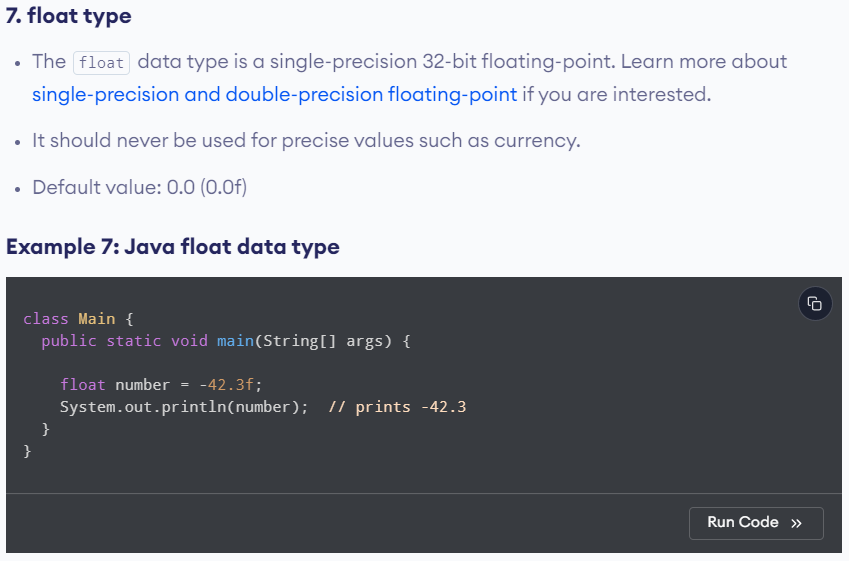 7. float type
• The float data type is a single-precision 32-bit floating-point. Learn more about
single-precision and double-precision floating-point if you are interested.
• It should never be used for precise values such as currency.
• Default value: 0.0 (0.0f)
Example 7: Java float data type
class Main {
  public static void main(String[] args) {
    float number = -42.3f;
    System.out.println(number);  // prints -42.3
  }
}
Run Code »